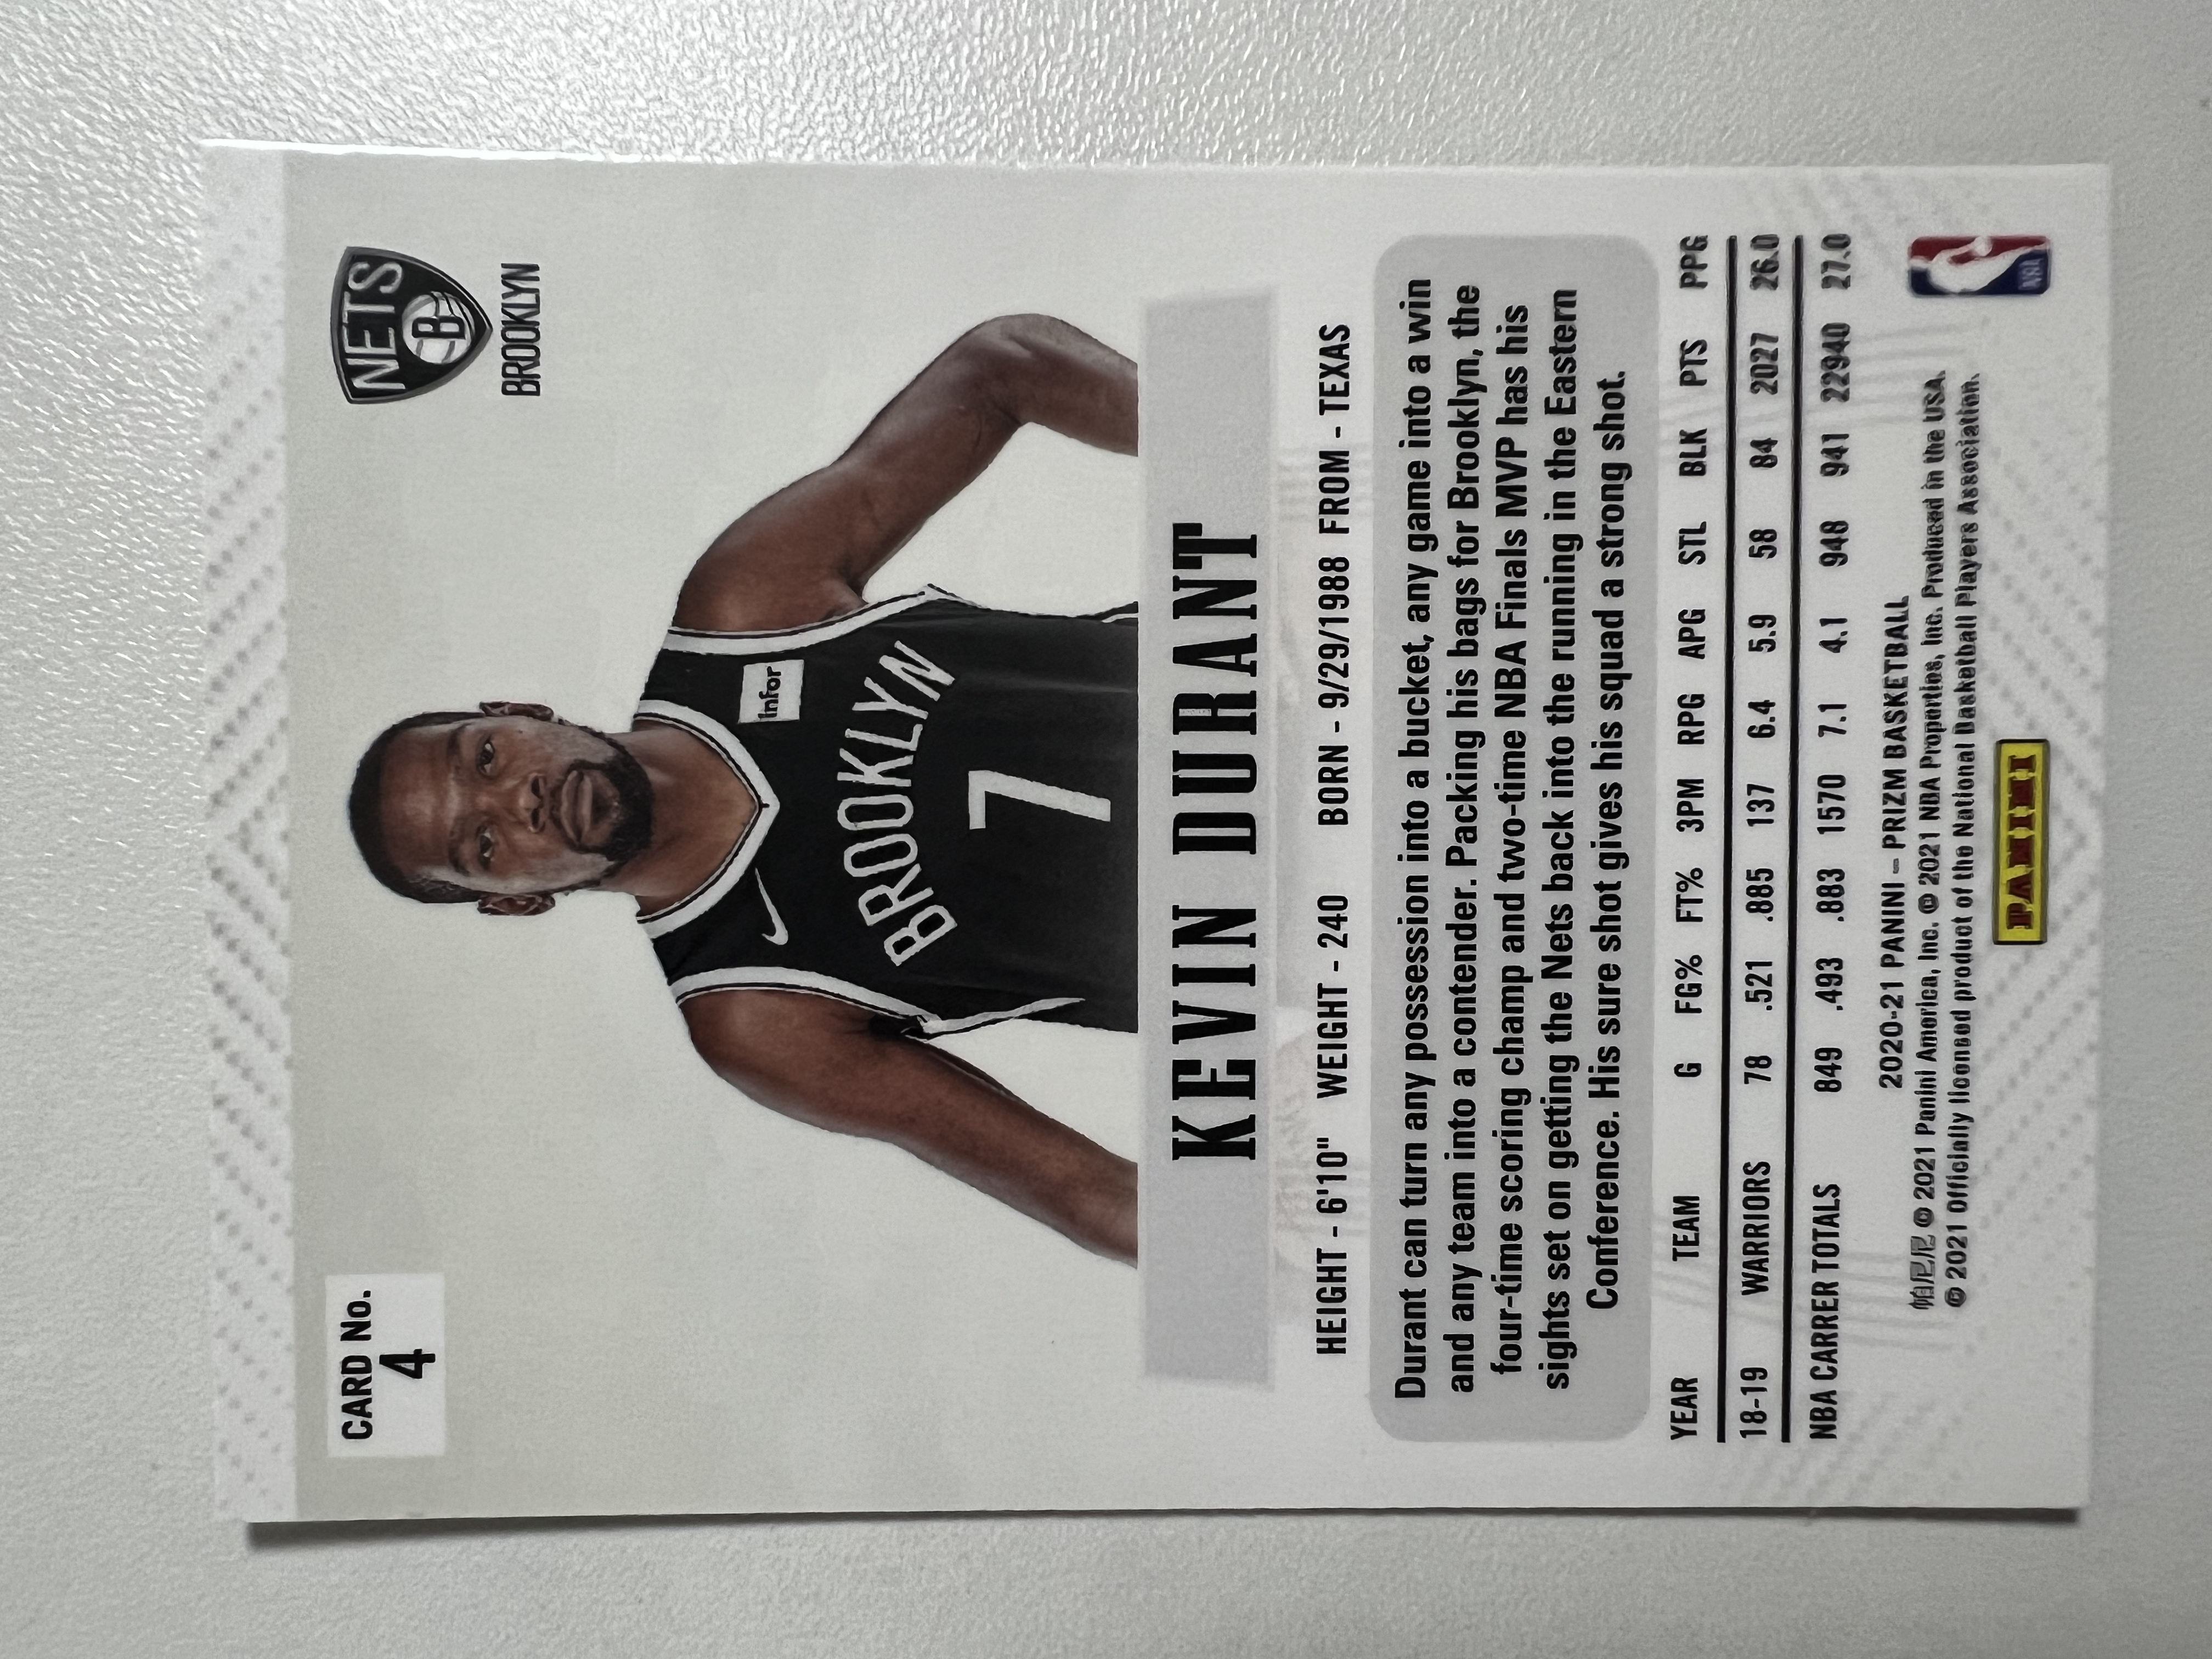 CARD No.
4
NETS
B
BROOKLYN
infor
BROOKLYN
7
KEVIN DURANT
HEIGHT - 6'10" WEIGHT - 240 BORN - 9/29/1988 FROM - TEXAS
Durant can turn any possession into a bucket, any game into a win
and any team into a contender. Packing his bags for Brooklyn, the
four-time scoring champ and two-time NBA Finals MVP has his
sights set on getting the Nets back into the running in the Eastern
Conference. His sure shot gives his squad a strong shot.
YEAR TEAM G FG% FT% 3PM RPG APG STL BLK PTS PPG
18-19 WARRIORS 78 .521 .885 137 6.4 5.9 58 84 2027 26.0
NBA CARRER TOTALS 849 .493 .883 1570 7.1 4.1 948 941 22940 27.0
2020-21 PANINI – PRIZM BASKETBALL
帕尼尼 © 2021 Panini America, Inc. © 2021 NBA Properties, Inc. Produced in the USA.
© 2021 Officially licensed product of the National Basketball Players Association.
PANINI
NBA